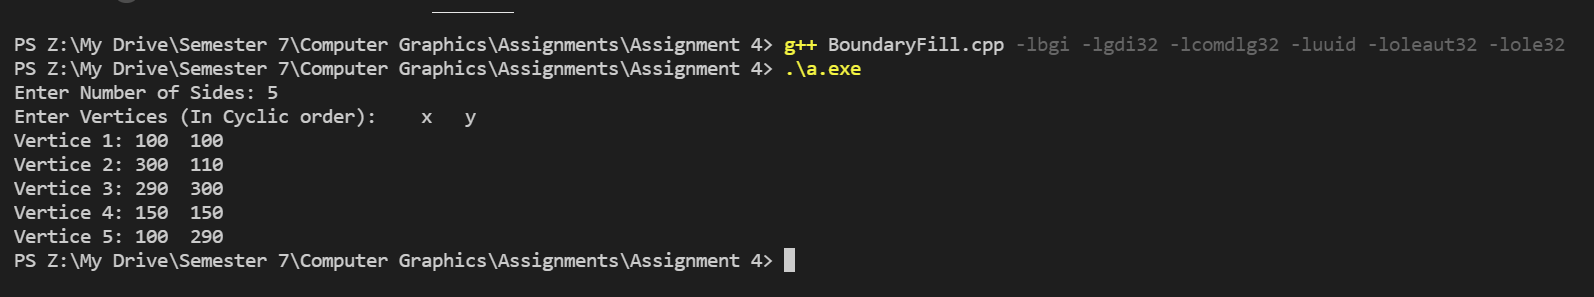 PS Z:\My Drive\Semester 7\Computer Graphics\Assignments\Assignment 4> g++ BoundaryFill.cpp -lbgi -lgdi32 -lcomdlg32 -luuid -loleaut32 -lole32
PS Z:\My Drive\Semester 7\Computer Graphics\Assignments\Assignment 4> .\a.exe
Enter Number of Sides: 5
Enter Vertices (In Cyclic order):    x   y
Vertice 1: 100  100
Vertice 2: 300  110
Vertice 3: 290  300
Vertice 4: 150  150
Vertice 5: 100  290
PS Z:\My Drive\Semester 7\Computer Graphics\Assignments\Assignment 4>